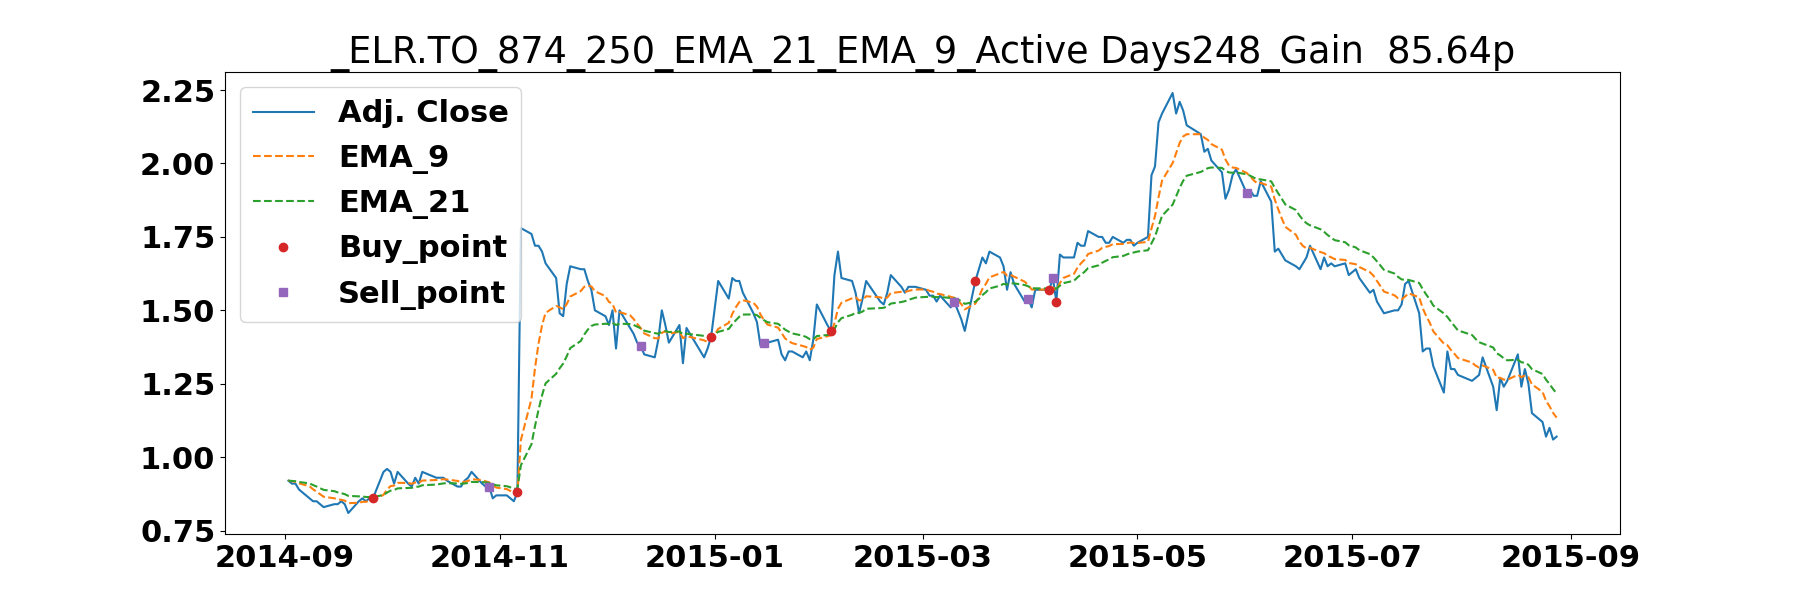 _ELR.TO_874_250_EMA_21_EMA_9_Active Days248_Gain  85.64p
2.25
2.00
1.75
1.50
1.25
1.00
0.75
Adj. Close
EMA_9
EMA_21
Buy_point
Sell_point
2014-09 2014-11 2015-01 2015-03 2015-05 2015-07 2015-09